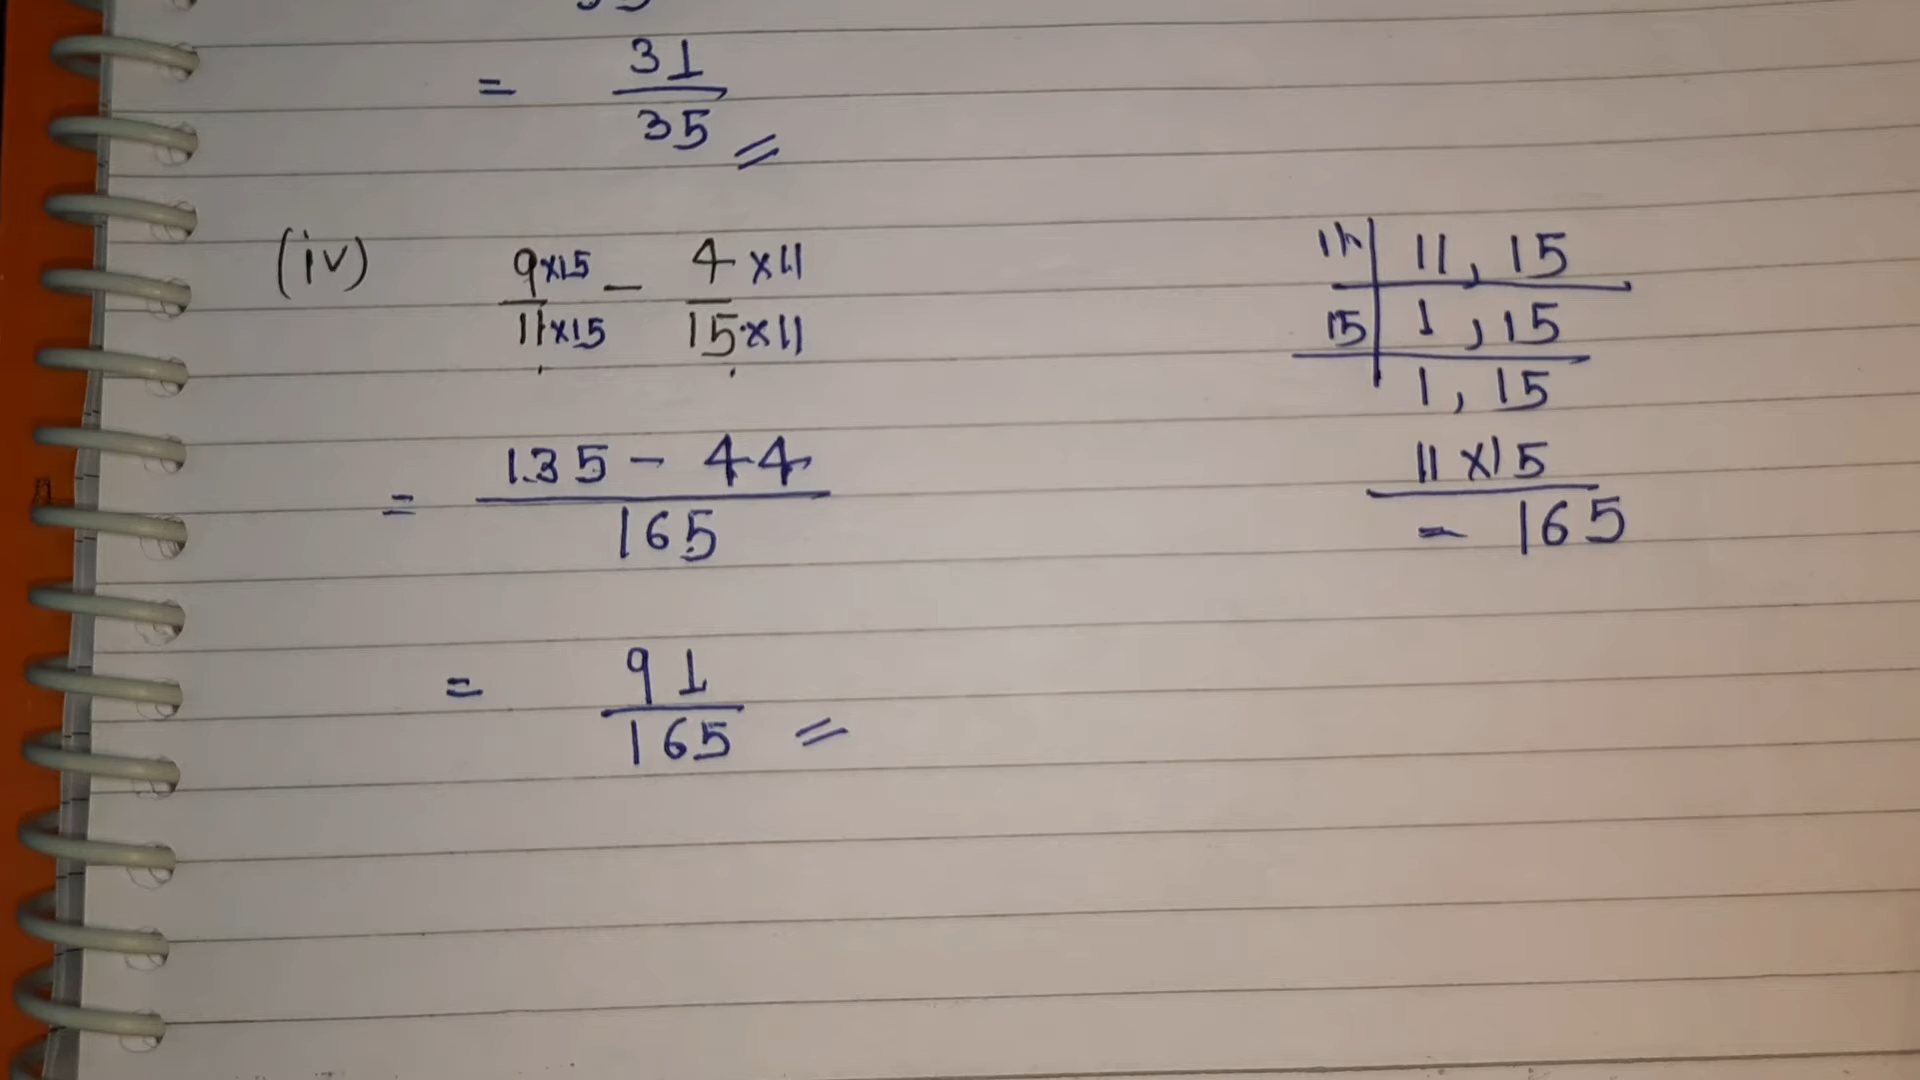 = 31
35
(iv) 9×15 – 4×11
11×15 15×11
= 135 – 44
165
= 91
165
11 | 11, 15
15 | 1, 15
1, 15
11×15
= 165